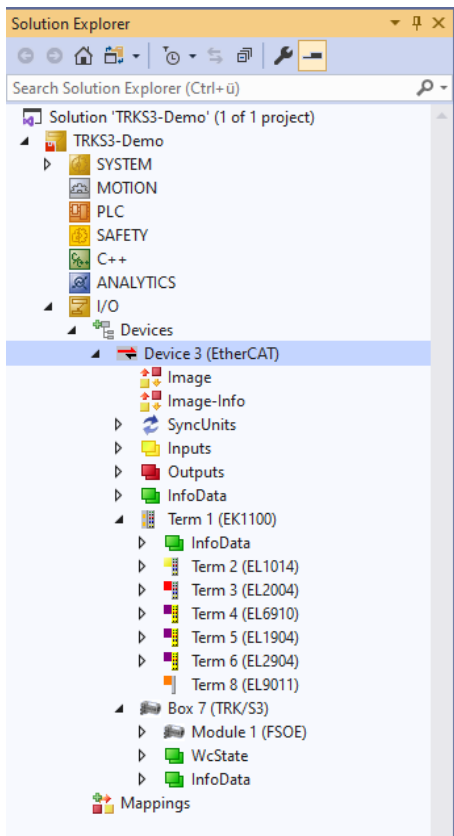 Solution Explorer
Search Solution Explorer (Ctrl+ü)
Solution 'TRKS3-Demo' (1 of 1 project)
TRKS3-Demo
SYSTEM
MOTION
PLC
SAFETY
C++
ANALYTICS
I/O
Devices
Device 3 (EtherCAT)
Image
Image-Info
SyncUnits
Inputs
Outputs
InfoData
Term 1 (EK1100)
InfoData
Term 2 (EL1014)
Term 3 (EL2004)
Term 4 (EL6910)
Term 5 (EL1904)
Term 6 (EL2904)
Term 8 (EL9011)
Box 7 (TRK/S3)
Module 1 (FSOE)
WcState
InfoData
Mappings